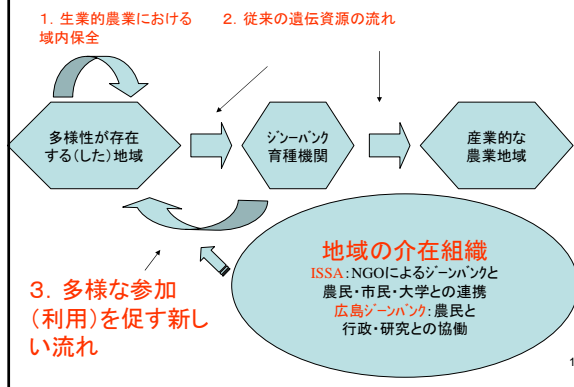 1．生業的農業における
域内保全
2．従来の遺伝資源の流れ
多様性が存在
する(した)地域
ｼﾞﾝｰﾊﾞﾝｸ
育種機関
産業的な
農業地域
地域の介在組織
ISSA：NGOによるｼﾞｰﾝﾊﾞﾝｸと
農民・市民・大学との連携
広島ｼﾞｰﾝﾊﾞﾝｸ：農民と
行政・研究との協働
3．多様な参加
（利用）を促す新し
い流れ
1